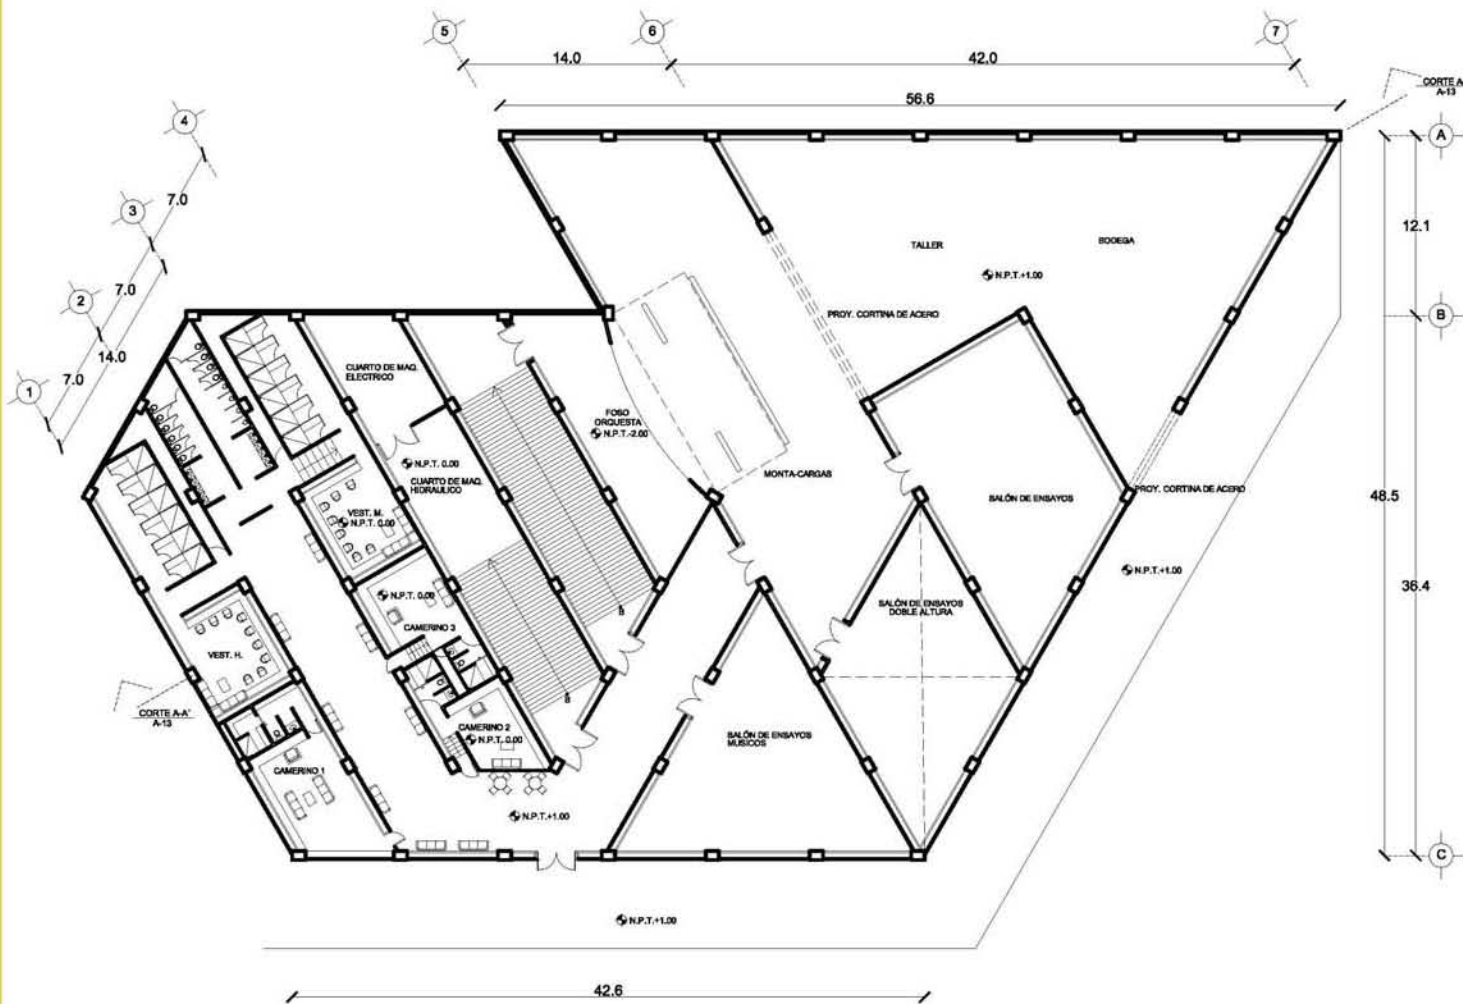 5
6
7
14.0
42.0
56.6
CORTE A
A-13
4
3
2
1
7.0
7.0
14.0
7.0
A
12.1
B
48.5
36.4
C
TALLER
BODEGA
N.P.T.+1.00
PROY. CORTINA DE ACERO
CUARTO DE MAQ.
ELECTRICO
FOSO
ORQUESTA
N.P.T.-2.00
N.P.T. 0.00
CUARTO DE MAQ.
HIDRAULICO
MONTA-CARGAS
SALÓN DE ENSAYOS
PROY. CORTINA DE ACERO
VEST. M.
N.P.T. 0.00
N.P.T.+1.00
N.P.T. 0.00
CAMERINO 3
SALÓN DE ENSAYOS
DOBLE ALTURA
VEST. H.
CORTE A-A'
A-13
CAMERINO 2
N.P.T. 0.00
SALÓN DE ENSAYOS
MUSICOS
CAMERINO 1
N.P.T.+1.00
N.P.T.+1.00
42.6